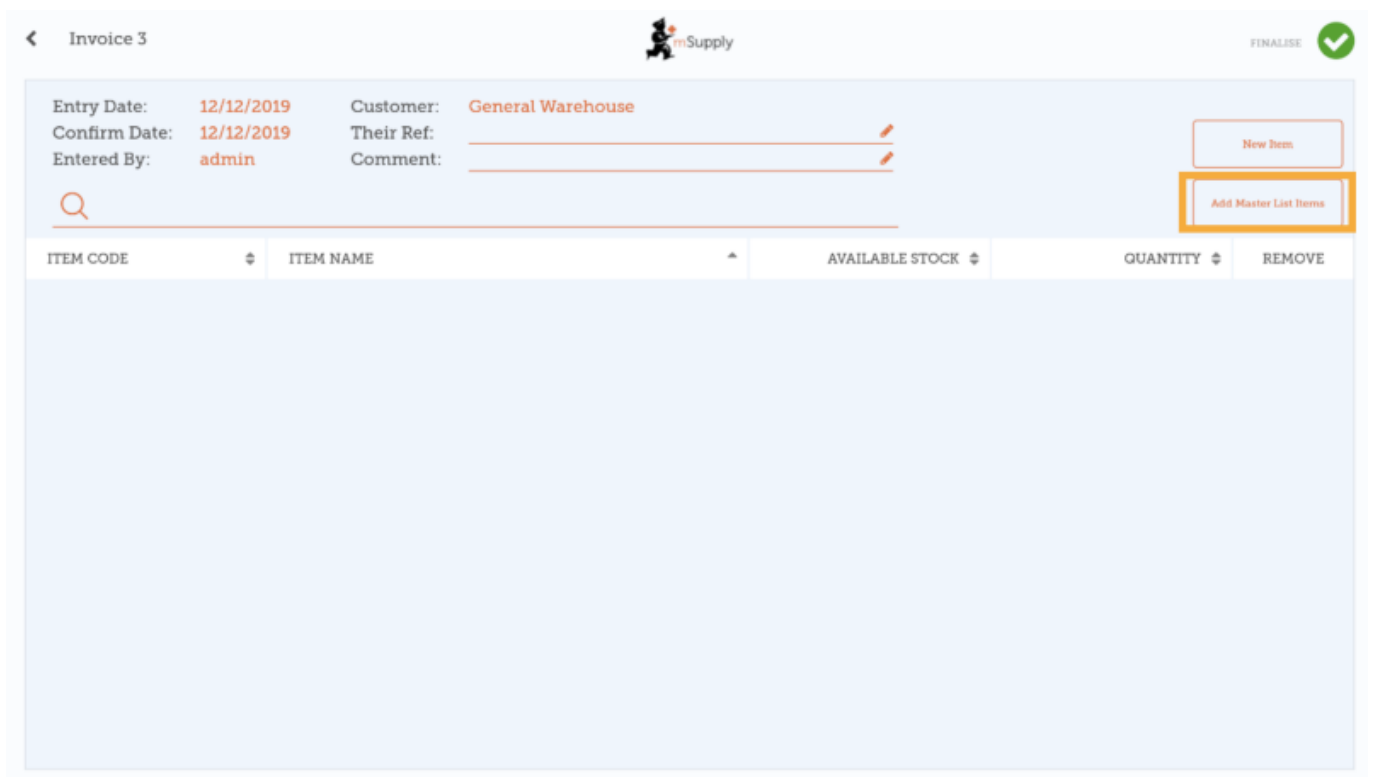 Invoice 3
mSupply
FINALISE
Entry Date: 12/12/2019 Customer: General Warehouse
Confirm Date: 12/12/2019 Their Ref:
Entered By: admin Comment:
New Item
Add Master List Items
ITEM CODE ITEM NAME AVAILABLE STOCK QUANTITY REMOVE